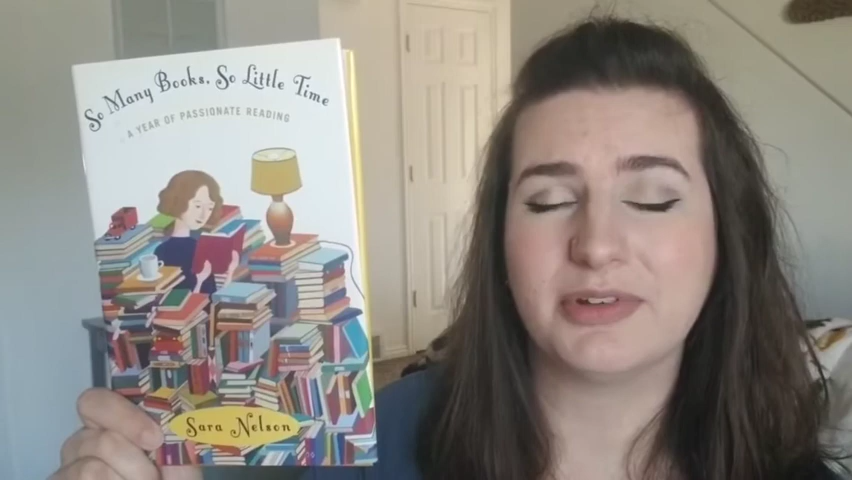 So Many Books, So Little Time
A YEAR OF PASSIONATE READING
Sara Nelson